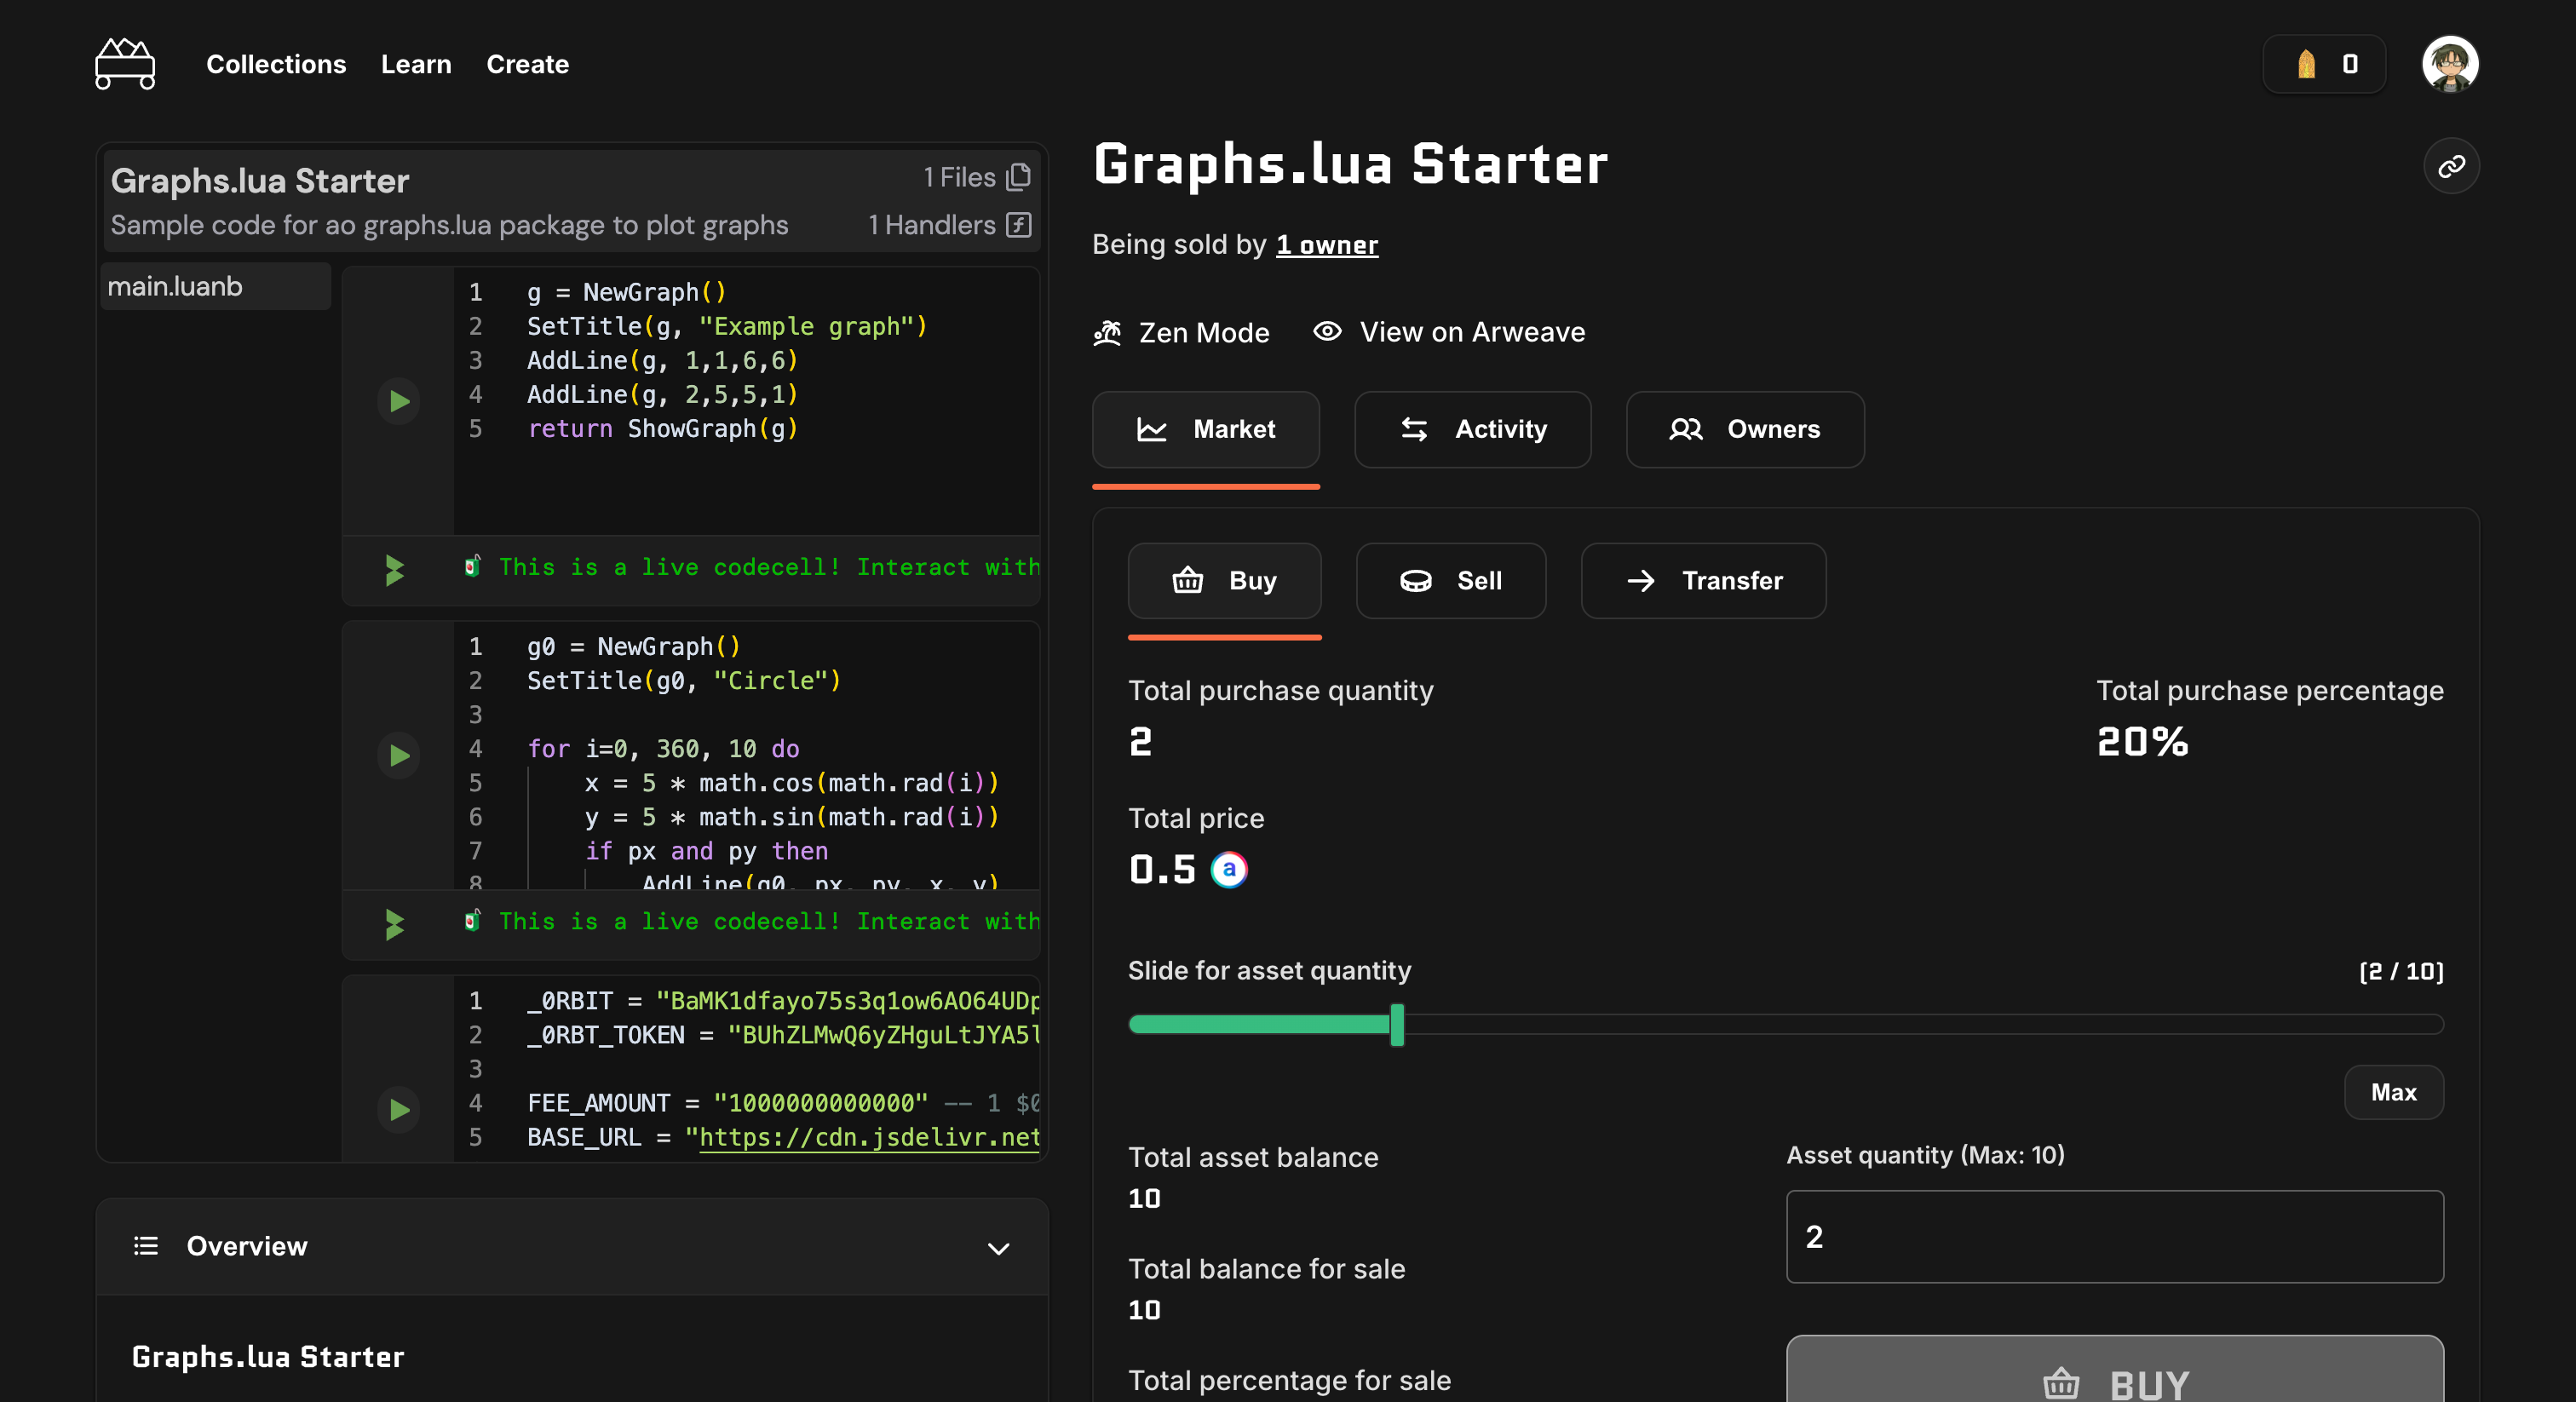 Collections Learn Create
0
Graphs.lua Starter
1 Files
Sample code for ao graphs.lua package to plot graphs
1 Handlers
main.luanb
1 g = NewGraph()
2 SetTitle(g, "Example graph")
3 AddLine(g, 1,1,6,6)
4 AddLine(g, 2,5,5,1)
5 return ShowGraph(g)
This is a live codecell! Interact with
1 g0 = NewGraph()
2 SetTitle(g0, "Circle")
3
4 for i=0, 360, 10 do
5 x = 5 * math.cos(math.rad(i))
6 y = 5 * math.sin(math.rad(i))
7 if px and py then
8 AddLine(g0, px, py, x, y)
This is a live codecell! Interact with
1 _0RBIT = "BaMK1dfayo75s3q1ow6AO64UDp
2 _0RBT_TOKEN = "BUhZLMwQ6yZHguLtJYA5l
3
4 FEE_AMOUNT = "1000000000000" -- 1 $0
5 BASE_URL = "https://cdn.jsdelivr.net
Overview
Graphs.lua Starter
Graphs.lua Starter
Being sold by 1 owner
Zen Mode View on Arweave
Market Activity Owners
Buy Sell Transfer
Total purchase quantity
2
Total purchase percentage
20%
Total price
0.5 a
Slide for asset quantity
[2 / 10]
Max
Total asset balance
10
Total balance for sale
10
Total percentage for sale
Asset quantity (Max: 10)
2
BUY